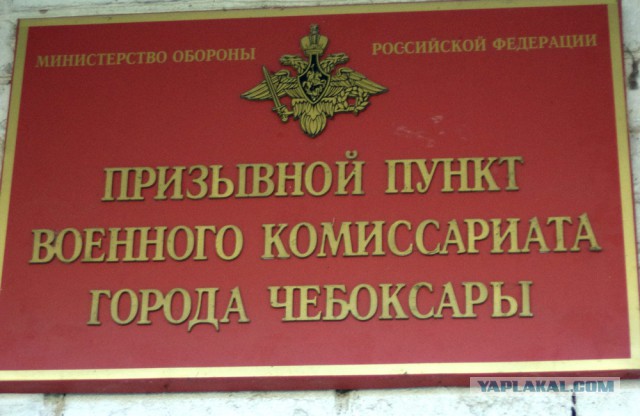 МИНИСТЕРСТВО ОБОРОНЫ РОССИЙСКОЙ ФЕДЕРАЦИИ
ПРИЗЫВНОЙ ПУНКТ
ВОЕННОГО КОМИССАРИАТА
ГОРОДА ЧЕБОКСАРЫ
YAPLAKAL.COM